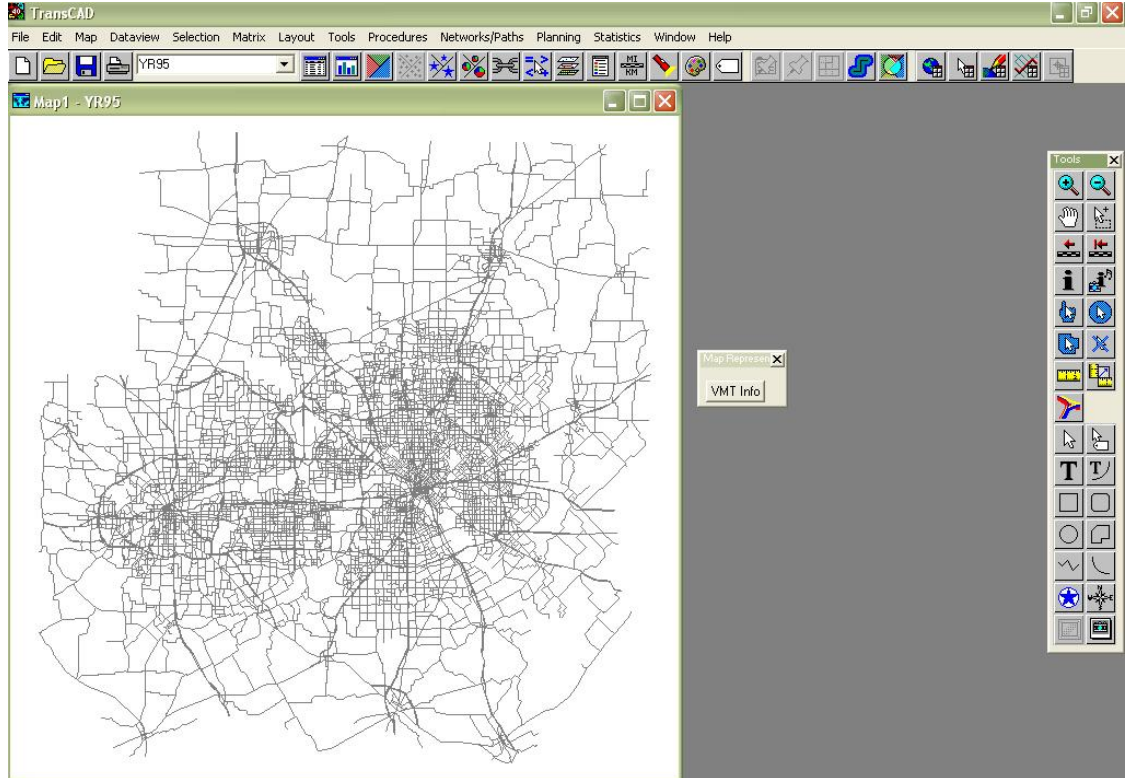 TransCAD
File Edit Map Dataview Selection Matrix Layout Tools Procedures Networks/Paths Planning Statistics Window Help
YR95
MI
KM
Map1 - YR95
Tools
Map Represen
VMT Info
T T